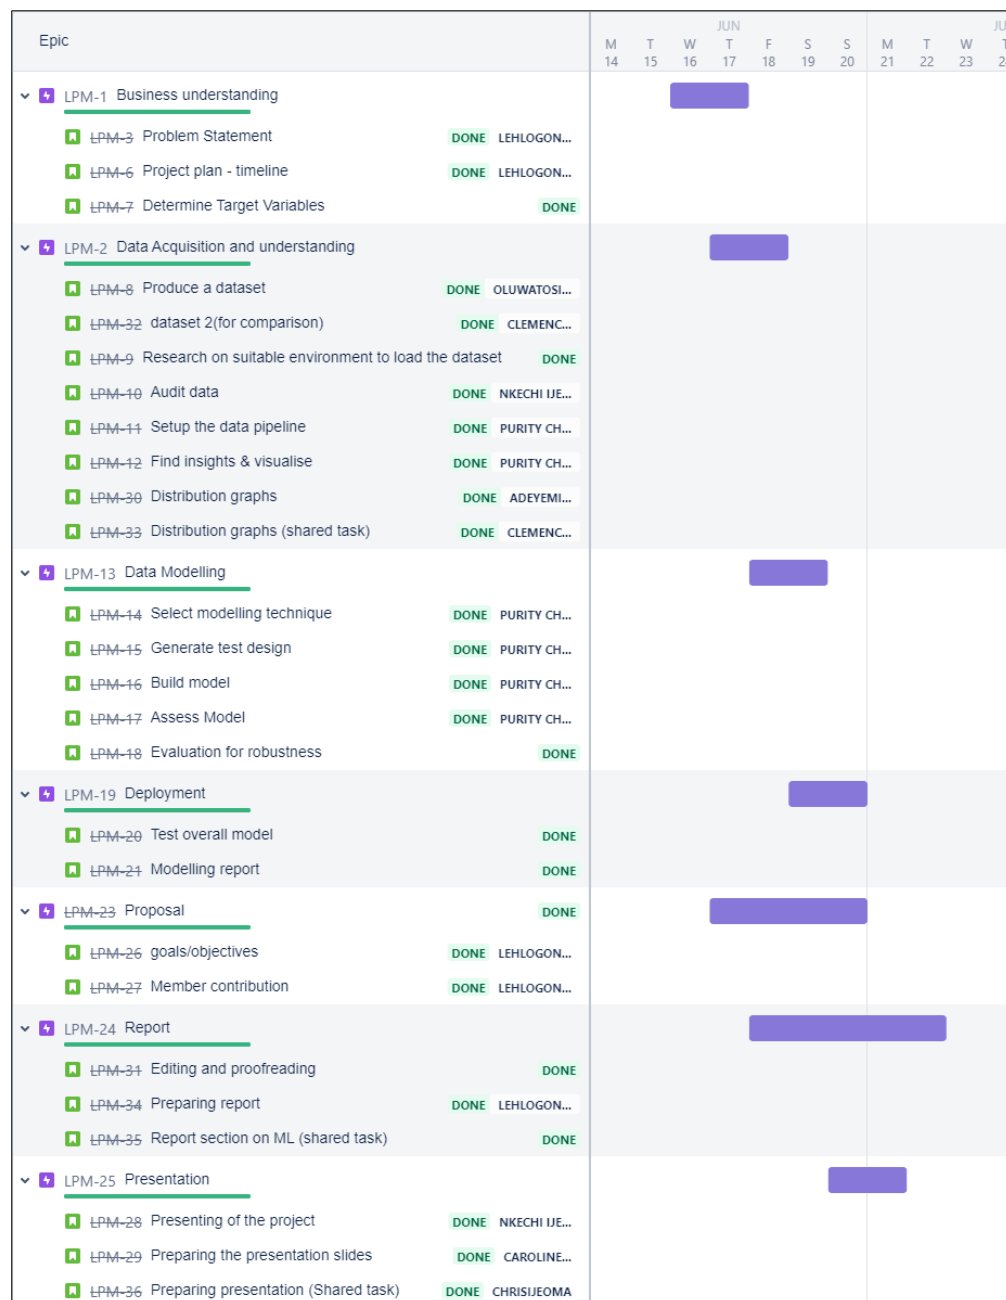 JUN JU
Epic M T W T F S S M T W T
14 15 16 17 18 19 20 21 22 23 24
LPM-1 Business understanding
LPM-3 Problem Statement DONE LEHLOGON...
LPM-6 Project plan - timeline DONE LEHLOGON...
LPM-7 Determine Target Variables DONE
LPM-2 Data Acquisition and understanding
LPM-8 Produce a dataset DONE OLUWATOSI...
LPM-32 dataset 2(for comparison) DONE CLEMENC...
LPM-9 Research on suitable environment to load the dataset DONE
LPM-10 Audit data DONE NKECHI IJE...
LPM-11 Setup the data pipeline DONE PURITY CH...
LPM-12 Find insights & visualise DONE PURITY CH...
LPM-30 Distribution graphs DONE ADEYEMI...
LPM-33 Distribution graphs (shared task) DONE CLEMENC...
LPM-13 Data Modelling
LPM-14 Select modelling technique DONE PURITY CH...
LPM-15 Generate test design DONE PURITY CH...
LPM-16 Build model DONE PURITY CH...
LPM-17 Assess Model DONE PURITY CH...
LPM-18 Evaluation for robustness DONE
LPM-19 Deployment
LPM-20 Test overall model DONE
LPM-21 Modelling report DONE
LPM-23 Proposal DONE
LPM-26 goals/objectives DONE LEHLOGON...
LPM-27 Member contribution DONE LEHLOGON...
LPM-24 Report
LPM-31 Editing and proofreading DONE
LPM-34 Preparing report DONE LEHLOGON...
LPM-35 Report section on ML (shared task) DONE
LPM-25 Presentation
LPM-28 Presenting of the project DONE NKECHI IJE...
LPM-29 Preparing the presentation slides DONE CAROLINE...
LPM-36 Preparing presentation (Shared task) DONE CHRISIJEOMA